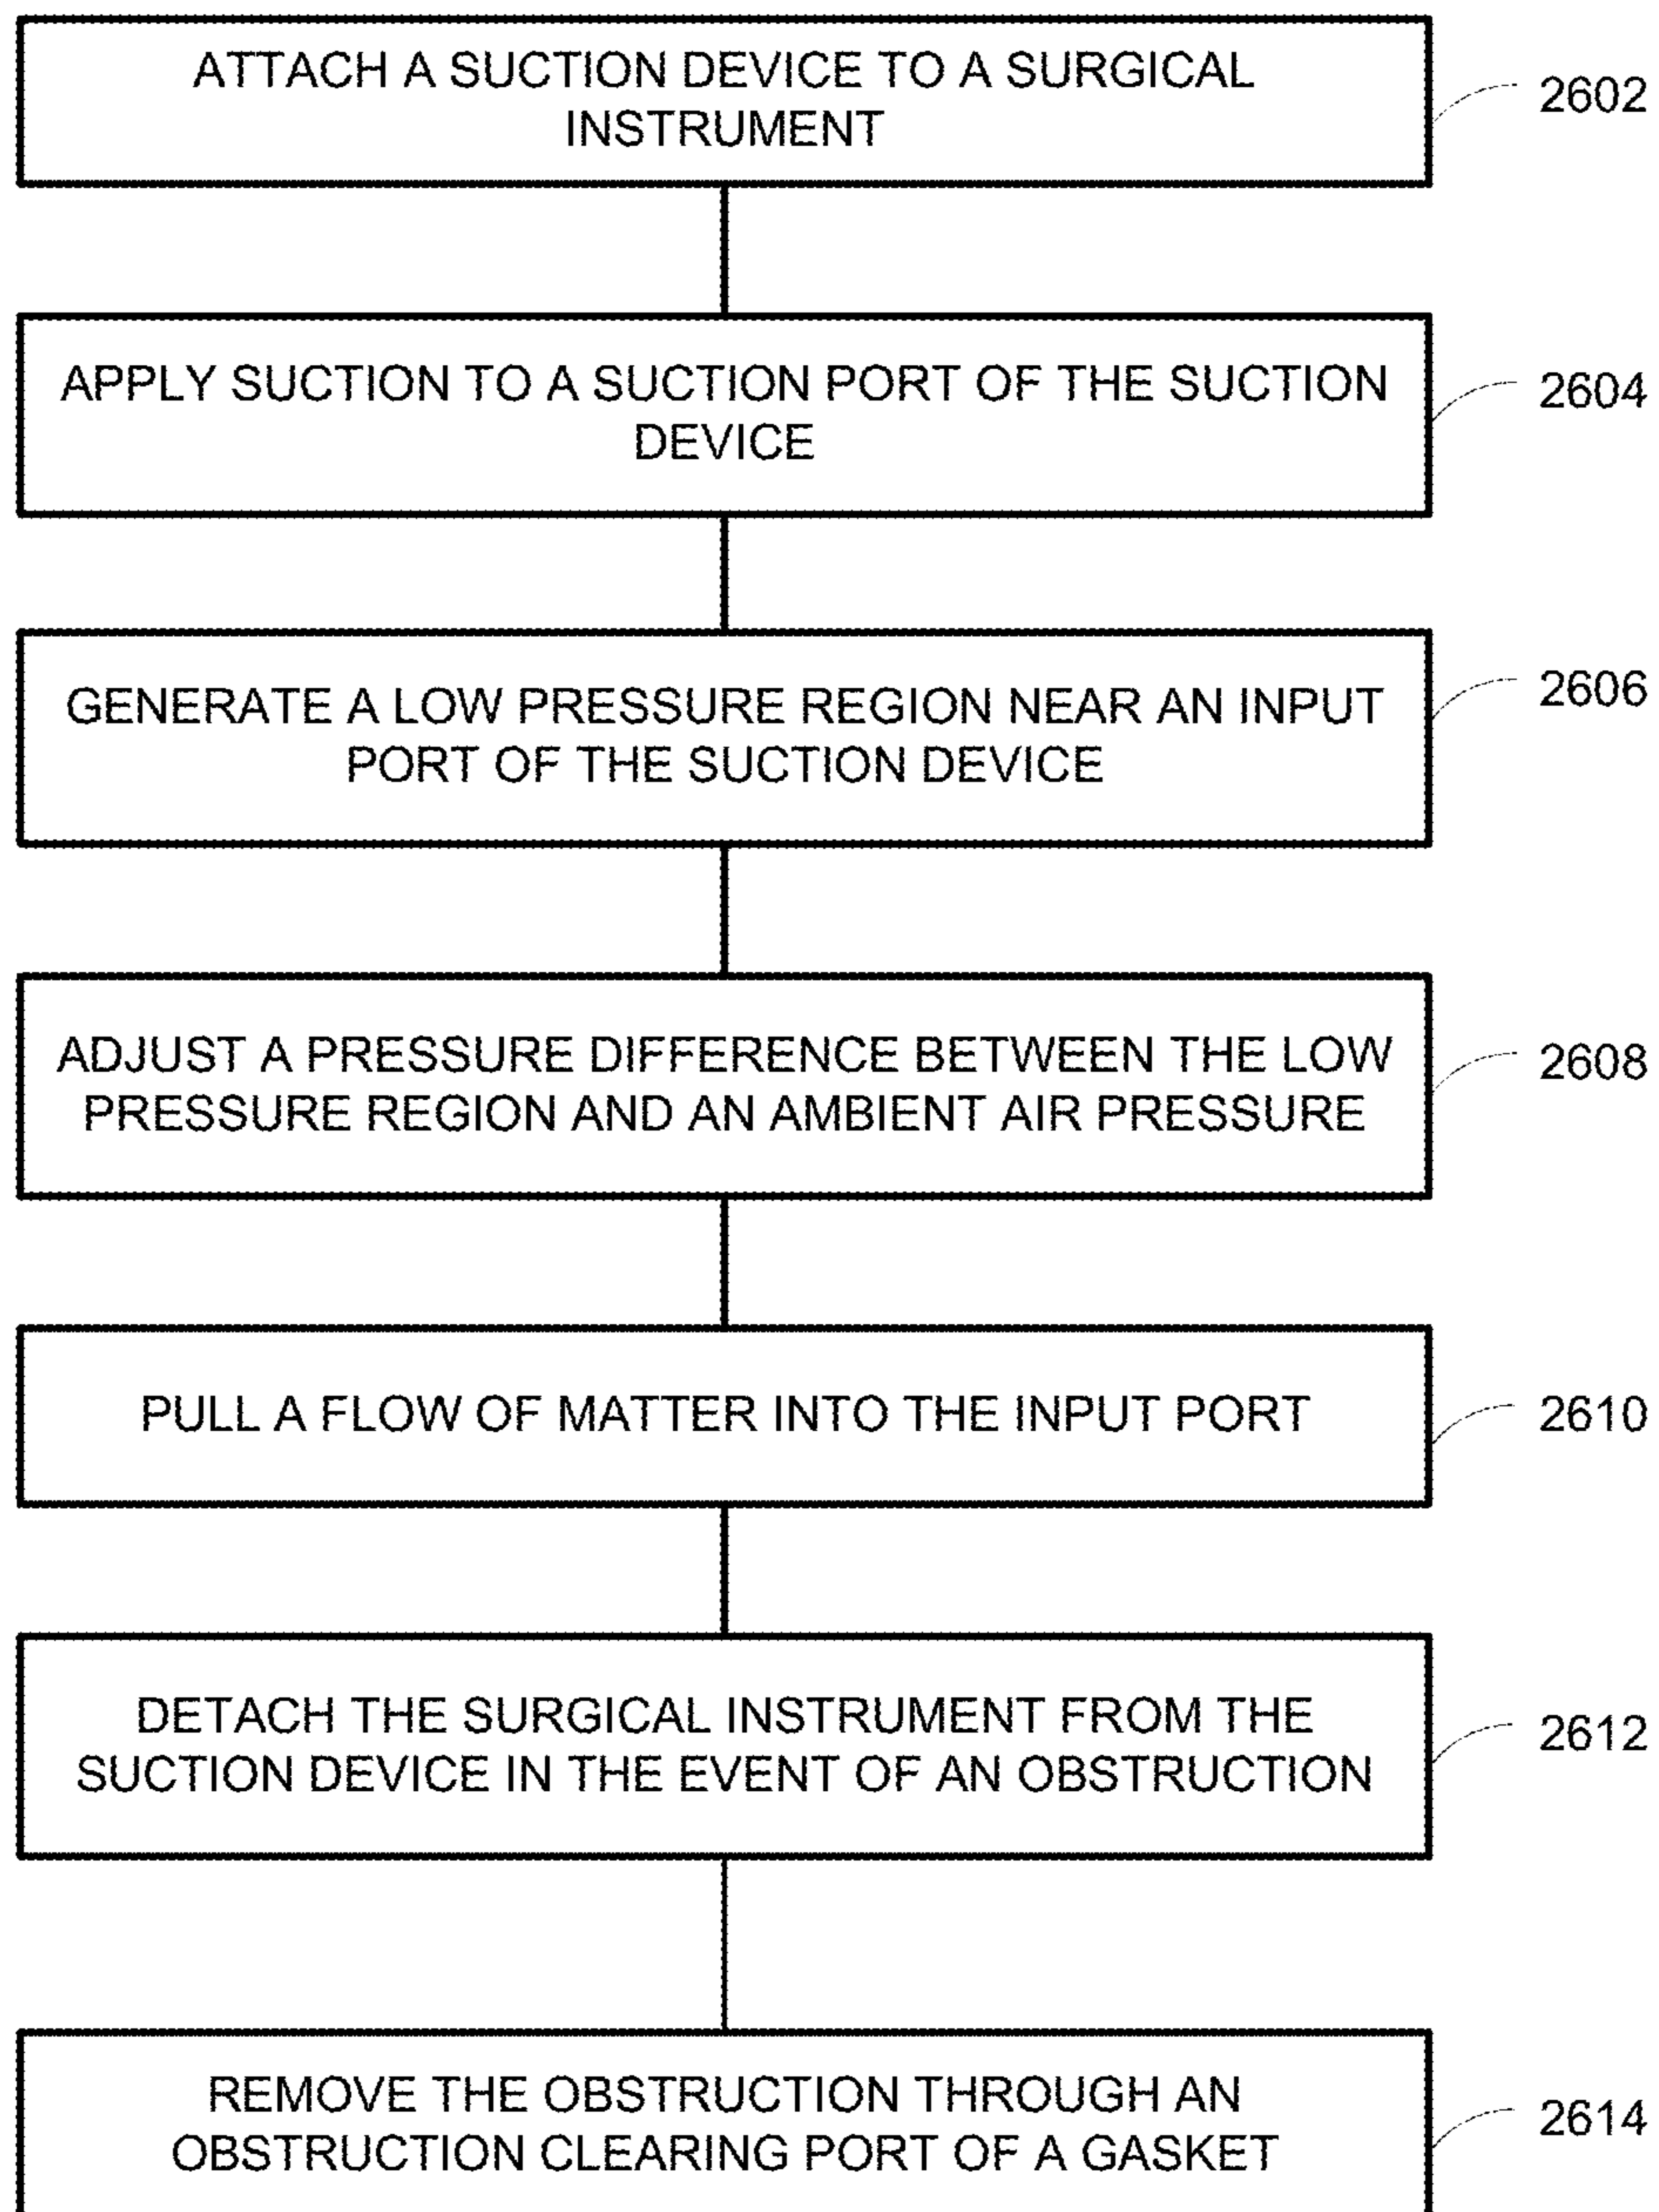 ATTACH A SUCTION DEVICE TO A SURGICAL
INSTRUMENT
2602
APPLY SUCTION TO A SUCTION PORT OF THE SUCTION
DEVICE
2604
GENERATE A LOW PRESSURE REGION NEAR AN INPUT
PORT OF THE SUCTION DEVICE
2606
ADJUST A PRESSURE DIFFERENCE BETWEEN THE LOW
PRESSURE REGION AND AN AMBIENT AIR PRESSURE
2608
PULL A FLOW OF MATTER INTO THE INPUT PORT
2610
DETACH THE SURGICAL INSTRUMENT FROM THE
SUCTION DEVICE IN THE EVENT OF AN OBSTRUCTION
2612
REMOVE THE OBSTRUCTION THROUGH AN
OBSTRUCTION CLEARING PORT OF A GASKET
2614